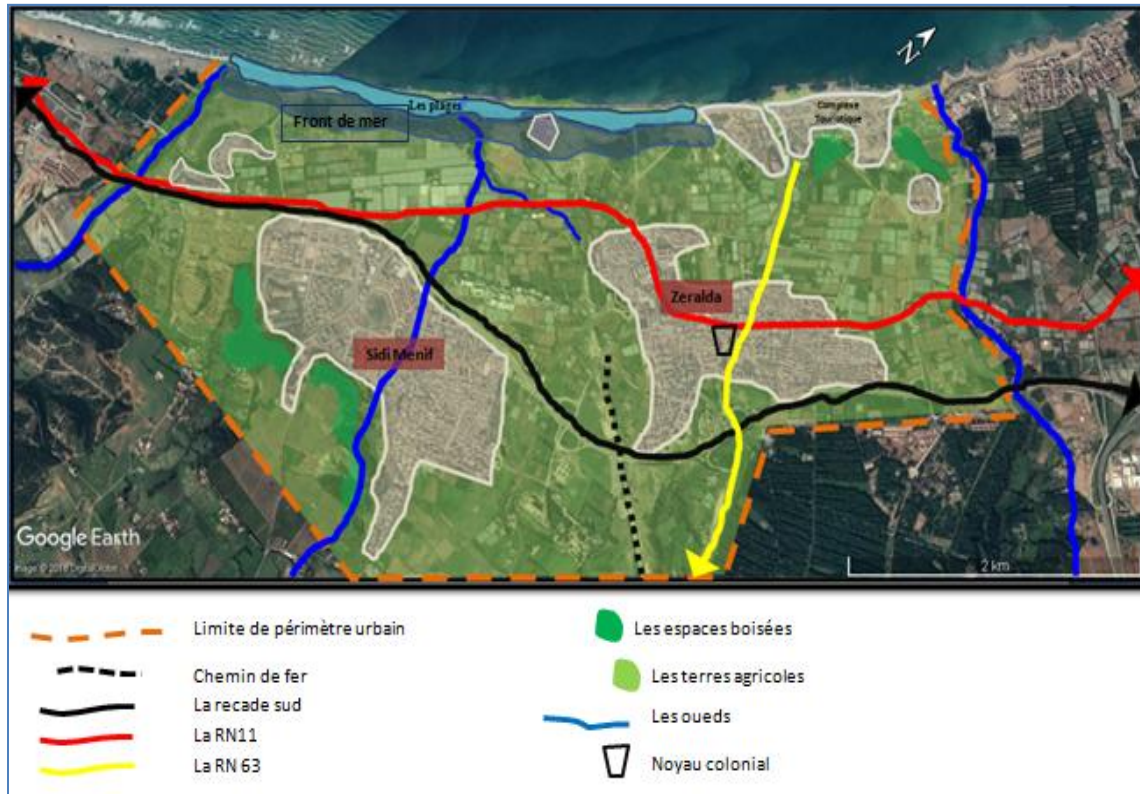 N
Les plages
Front de mer
Complexe
Touristique
Zeralda
Sidi Menif
Google Earth
2 km
Limite de périmètre urbain
Chemin de fer
La recade sud
La RN11
La RN 63
Les espaces boisées
Les terres agricoles
Les oueds
Noyau colonial